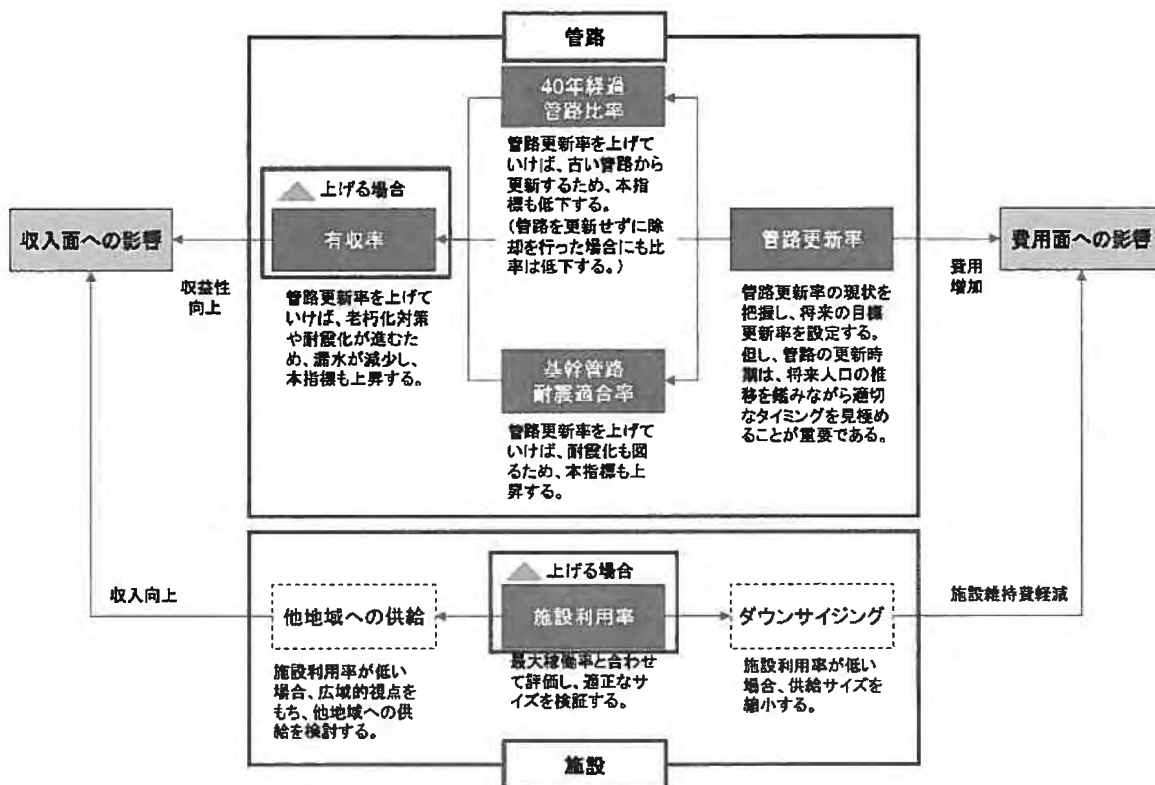 管路
40年経過
管路比率
管路更新率を上げて
いけば、古い管路から
更新するため、本指
標も低下する。
(管路を更新せずに除
却を行った場合にも比
率は低下する。)
上げる場合
有収率
管路更新率を上げて
いけば、老朽化対策
や耐震化が進むた
め、漏水が減少し、
本指標も上昇する。
収入面への影響
収益性
向上
管路更新率
管路更新率の現状を
把握し、将来の目標
更新率を設定する。
但し、管路の更新時
期は、将来人口の推
移を鑑みながら適切
なタイミングを見極め
ることが重要である。
費用面への影響
費用
増加
基幹管路
耐震適合率
管路更新率を上げて
いけば、耐震化も図
るため、本指標も上
昇する。
収入向上
他地域への供給
施設利用率が低い
場合、広域的視点を
もち、他地域への供
給を検討する。
上げる場合
施設利用率
最大稼働率と合わせ
て評価し、適正なサ
イズを検証する。
ダウンサイジング
施設利用率が低い
場合、供給サイズを
縮小する。
施設維持費軽減
施設